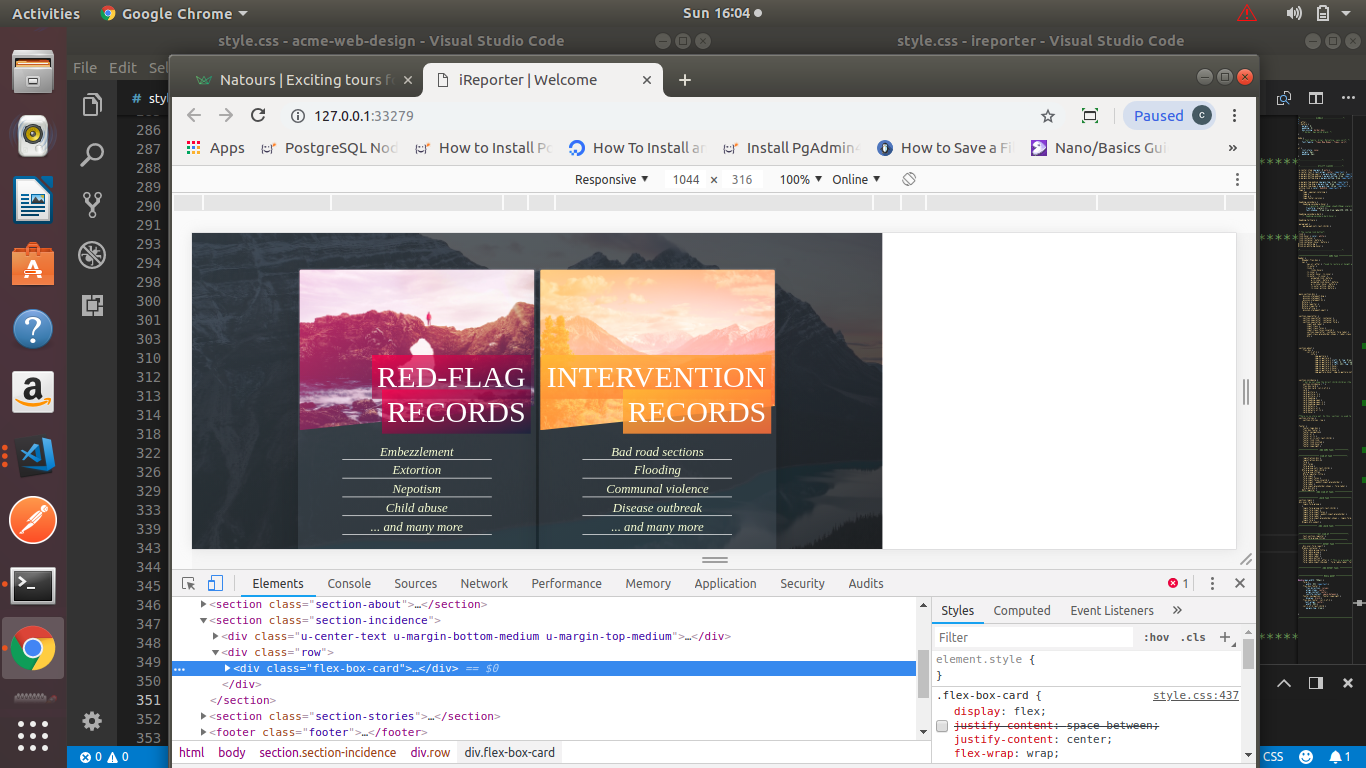 Activities Google Chrome Sun 16:04
style.css - acme-web-design - Visual Studio Code style.css - ireporter - Visual Studio Code
File Edit Sel
Natours | Exciting tours f iReporter | Welcome
127.0.0.1:33279 Paused C
Apps PostgreSQL Nod How to Install Po How To Install an Install PgAdmin4 How to Save a Fil Nano/Basics Gui »
# sty
Responsive 1044 × 316 100% Online
286
287
288
289
290
291
293
294
298
300
301
303
310
312
313
314
318
322
326
329
333
339
343
344
345
346
347
348
349
350
351
352
353
RED-FLAG
RECORDS
Embezzlement
Extortion
Nepotism
Child abuse
... and many more
INTERVENTION
RECORDS
Bad road sections
Flooding
Communal violence
Disease outbreak
... and many more
Elements Console Sources Network Performance Memory Application Security Audits 1
<section class="section-about">…</section>
<section class="section-incidence">
<div class="u-center-text u-margin-bottom-medium u-margin-top-medium">…</div>
<div class="row">
<div class="flex-box-card">…</div> == $0
</div>
</section>
<section class="section-stories">…</section>
<footer class="footer">…</footer>
html body section.section-incidence div.row div.flex-box-card
Styles Computed Event Listeners »
Filter :hov .cls +
element.style {
}
.flex-box-card { style.css:437
display: flex;
justify-content: space-between;
justify-content: center;
flex-wrap: wrap;
0 0
CSS 1